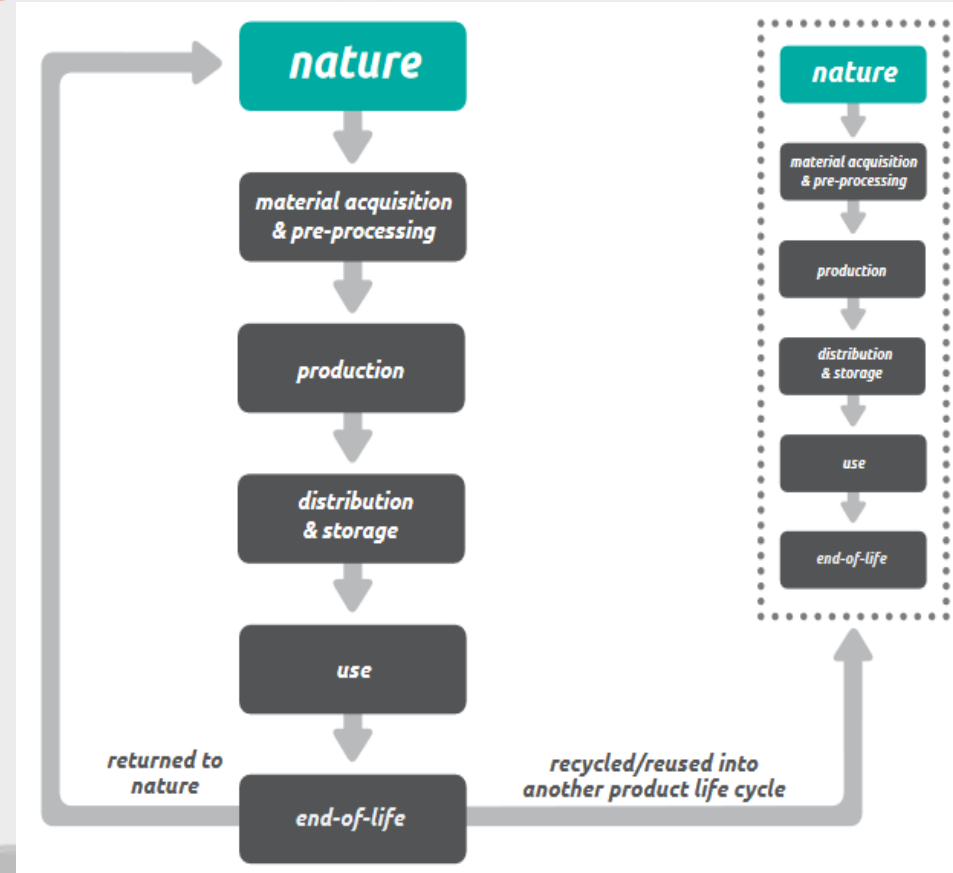 nature
material acquisition
& pre-processing
production
distribution
& storage
use
end-of-life
returned to
nature
recycled/reused into
another product life cycle
nature
material acquisition
& pre-processing
production
distribution
& storage
use
end-of-life